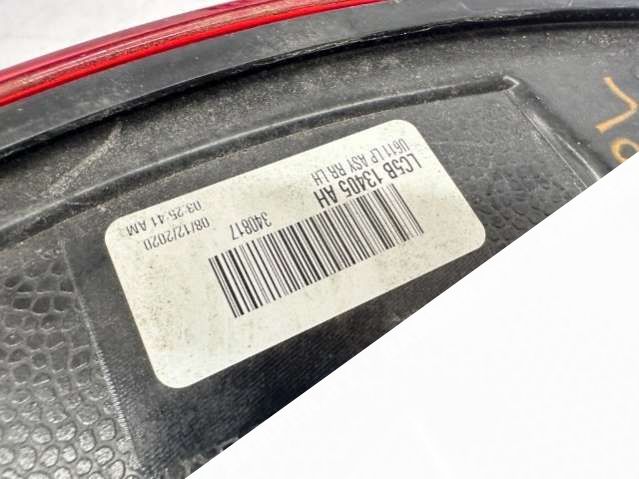 LC5B 13405 AH
U611 LP ASY RR LH
340817
08/12/2020
03:25:41 AM